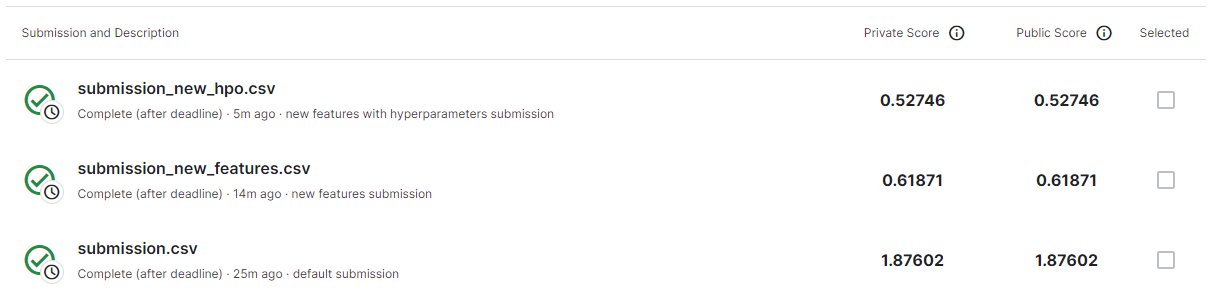 Submission and Description Private Score Public Score Selected
submission_new_hpo.csv
Complete (after deadline) · 5m ago · new features with hyperparameters submission
0.52746 0.52746
submission_new_features.csv
Complete (after deadline) · 14m ago · new features submission
0.61871 0.61871
submission.csv
Complete (after deadline) · 25m ago · default submission
1.87602 1.87602